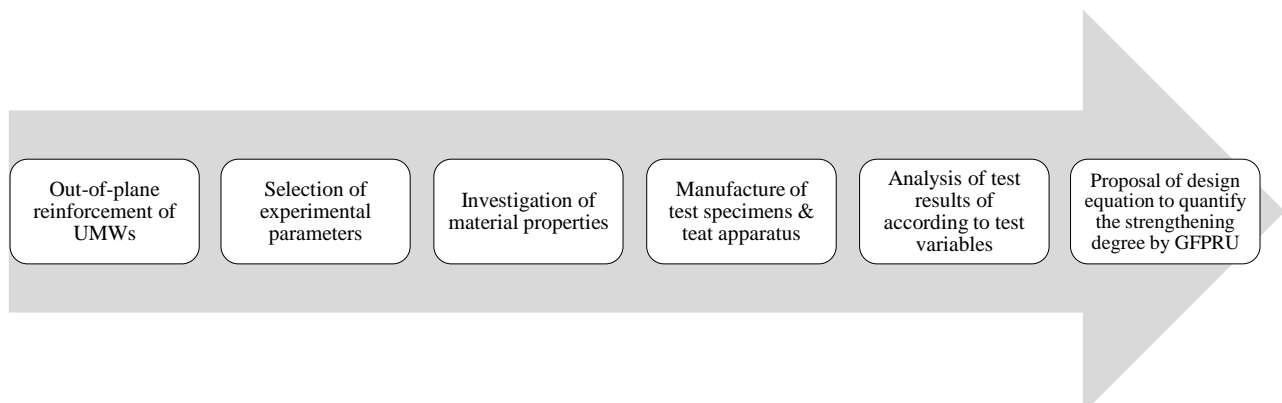 Out-of-plane
reinforcement of
UMWs
Selection of
experimental
parameters
Investigation of
material properties
Manufacture of
test specimens &
teat apparatus
Analysis of test
results of
according to test
variables
Proposal of design
equation to quantify
the strengthening
degree by GFPRU